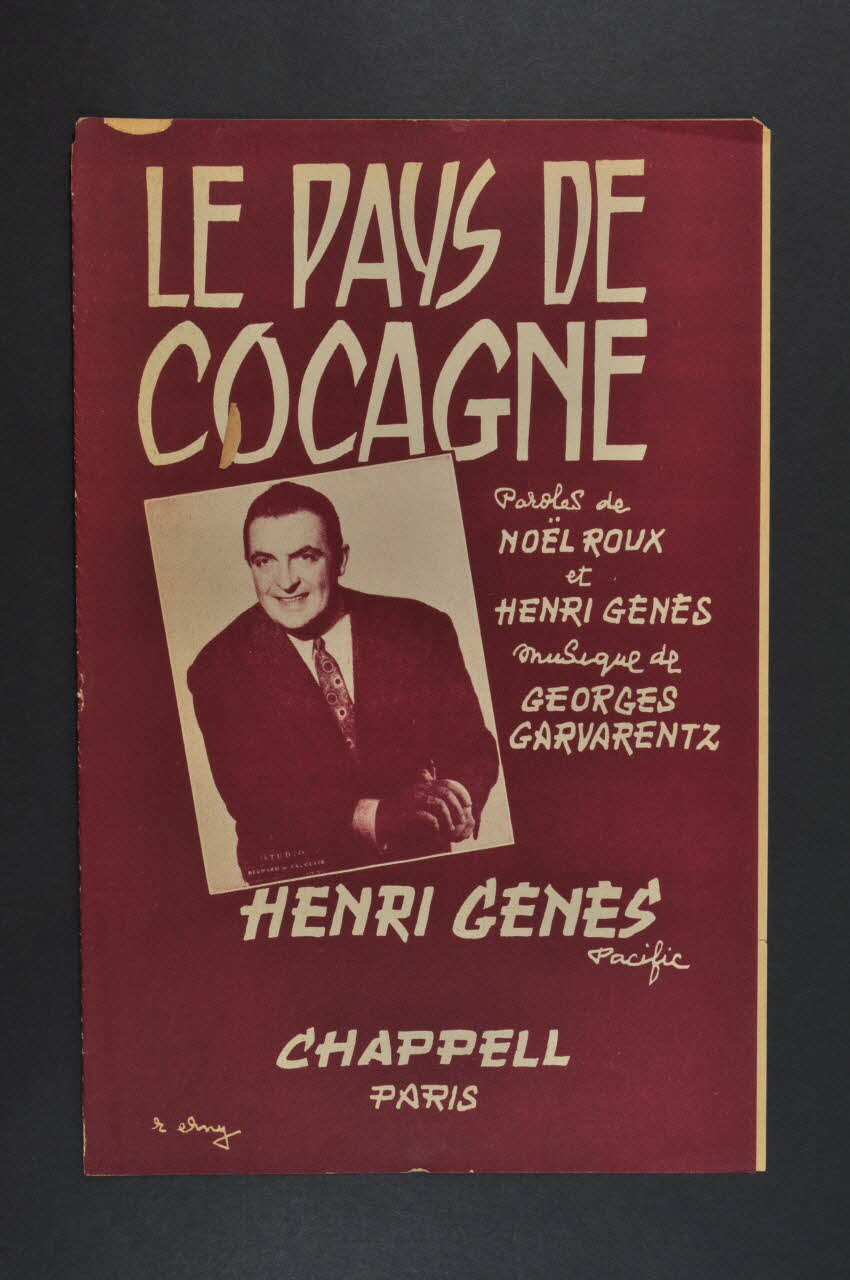 LE PAYS DE
COCAGNE
Paroles de
NOËL ROUX
et
HENRI GENÈS
musique de
GEORGES
GARVARENTZ
STUDIO
HENRI GENÈS
Pacific
CHAPPELL
PARIS